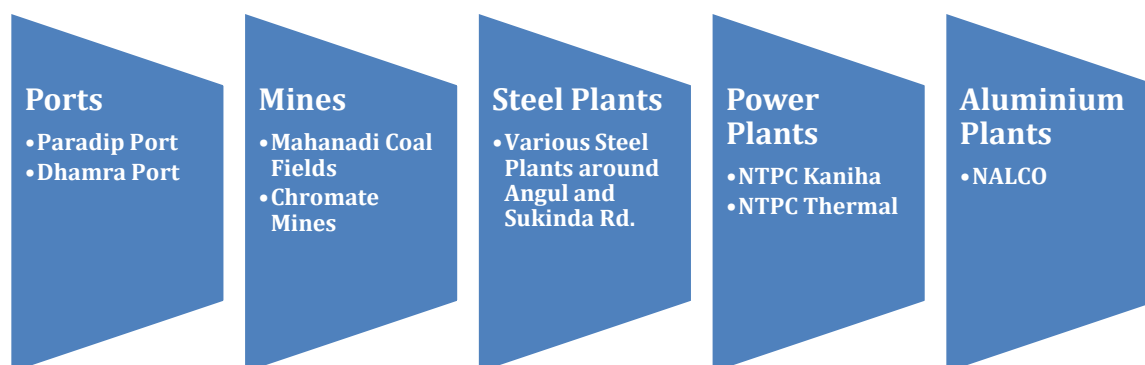 Ports
•Paradip Port
•Dhamra Port
Mines
•Mahanadi Coal
Fields
•Chromate
Mines
Steel Plants
•Various Steel
Plants around
Angul and
Sukinda Rd.
Power
Plants
•NTPC Kaniha
•NTPC Thermal
Aluminium
Plants
•NALCO